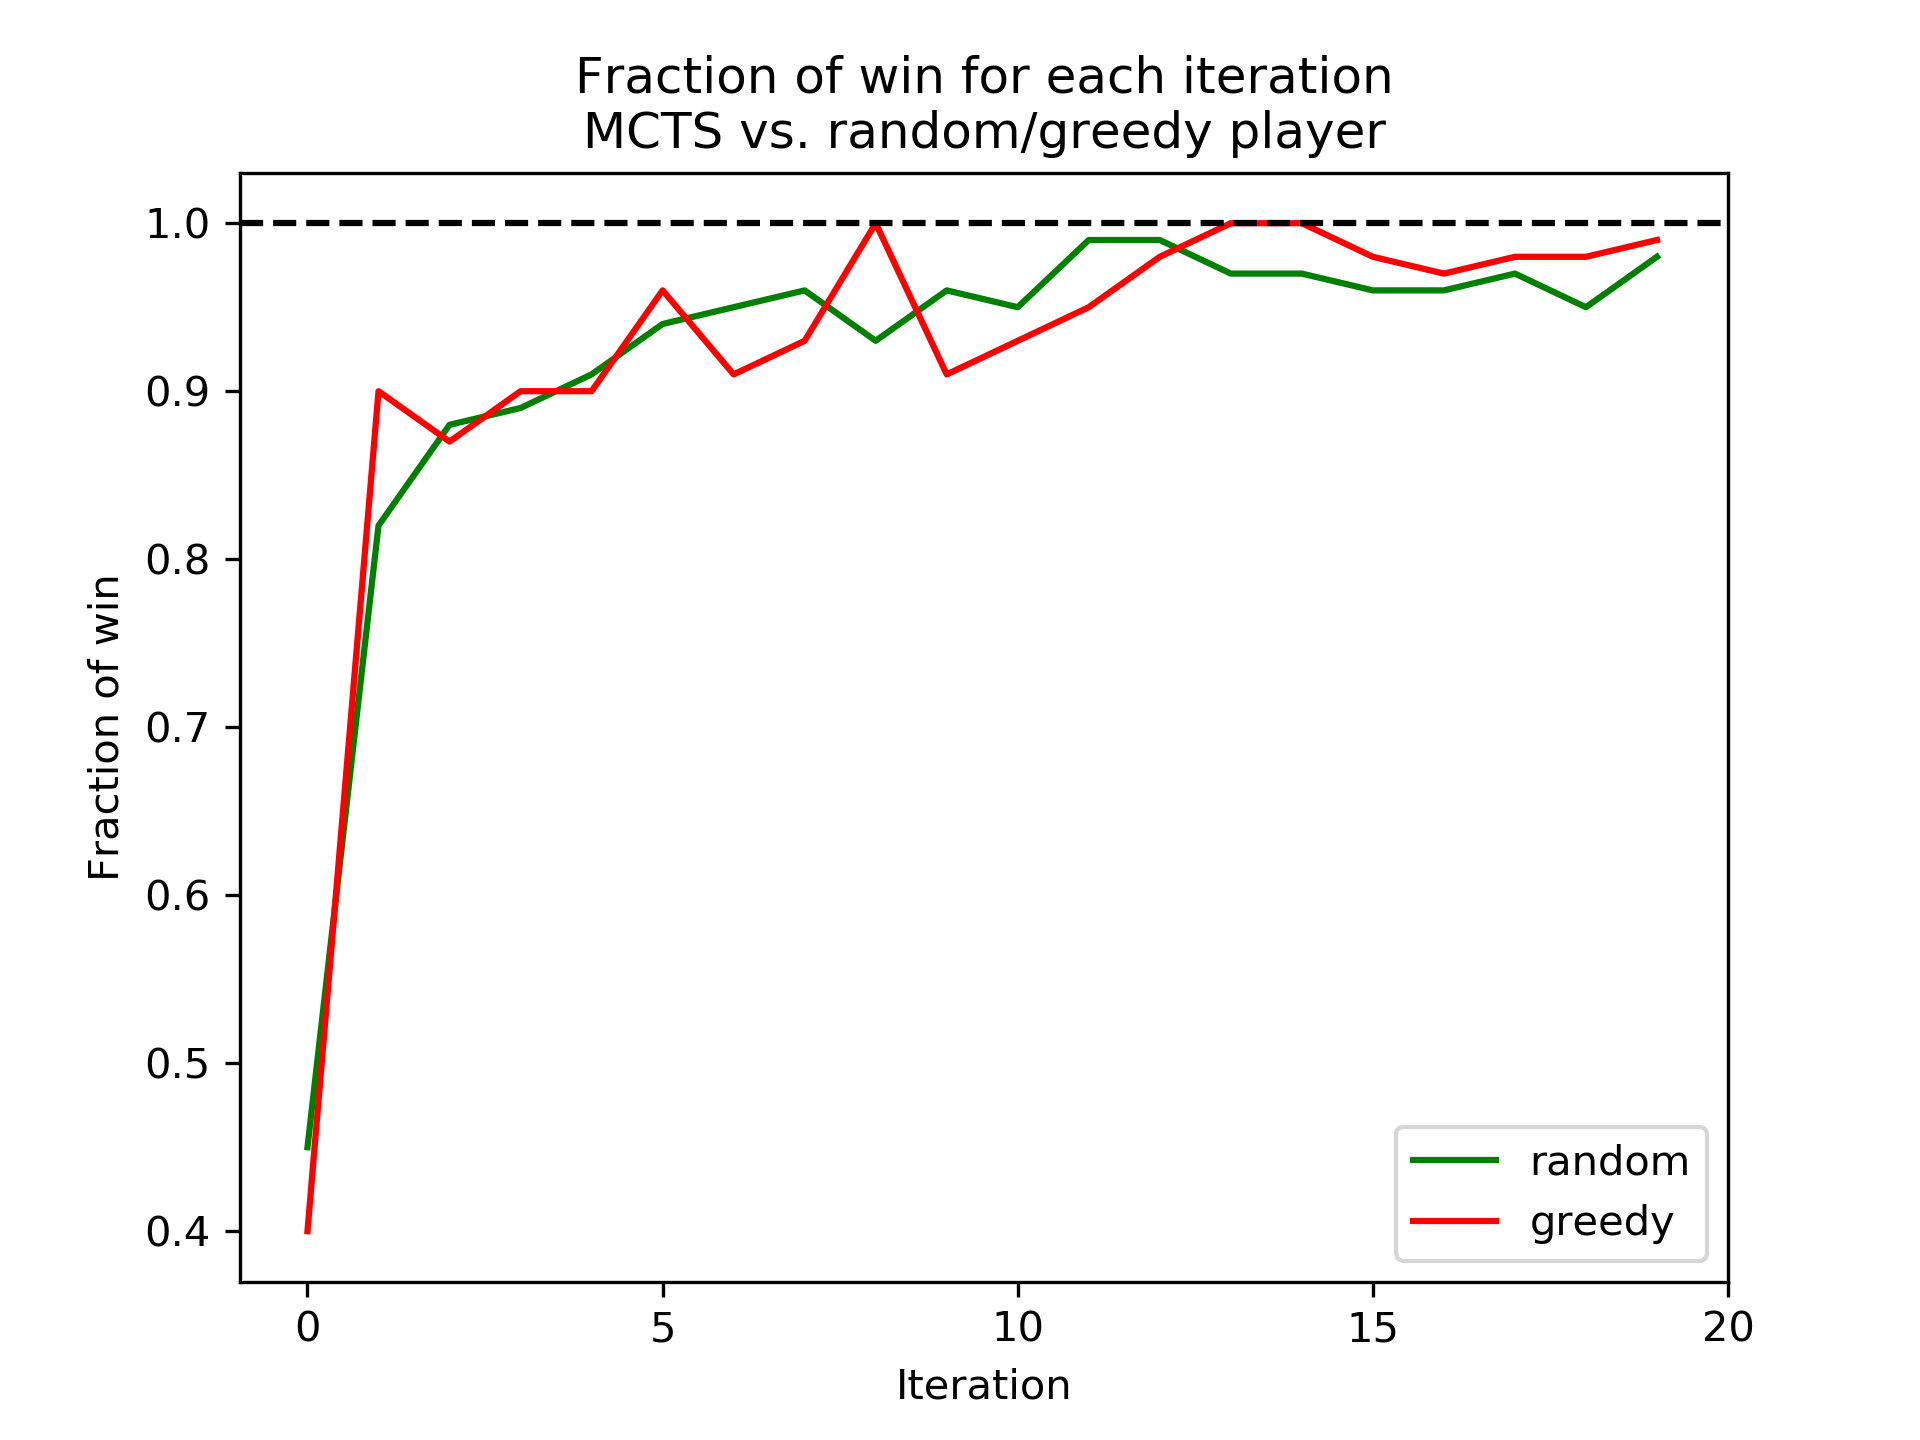 Fraction of win for each iteration
MCTS vs. random/greedy player
Fraction of win
1.0
0.9
0.8
0.7
0.6
0.5
0.4
random
greedy
0 5 10 15 20
Iteration